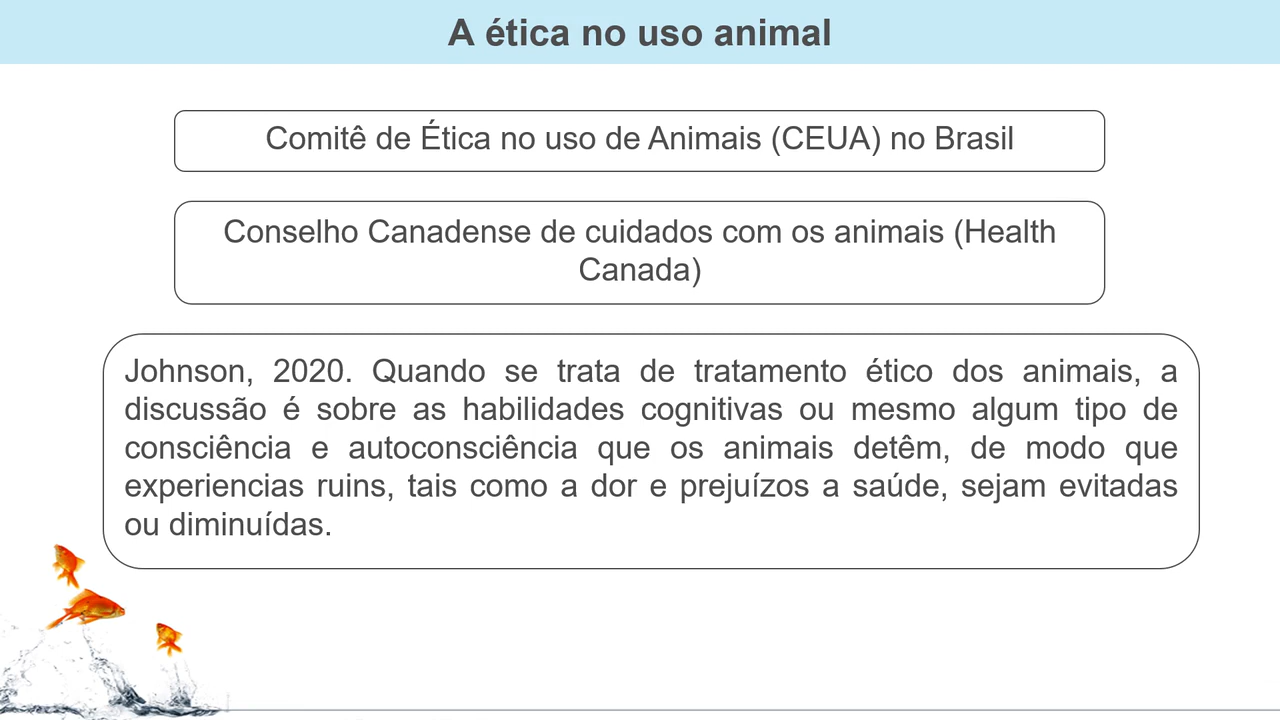 A ética no uso animal
Comitê de Ética no uso de Animais (CEUA) no Brasil
Conselho Canadense de cuidados com os animais (Health
Canada)
Johnson, 2020. Quando se trata de tratamento ético dos animais, a
discussão é sobre as habilidades cognitivas ou mesmo algum tipo de
consciência e autoconsciência que os animais detêm, de modo que
experiencias ruins, tais como a dor e prejuízos a saúde, sejam evitadas
ou diminuídas.